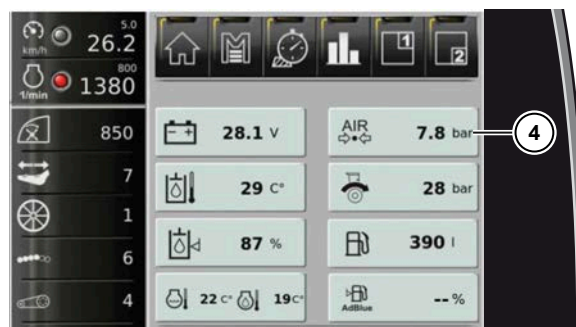 5.0
km/h 26.2
800
1/min 1380
M 1 2
850
7
1
6
4
28.1 V
AIR 7.8 bar
4
29 C°
28 bar
87 %
390 l
22 C° 19 C°
AdBlue --%